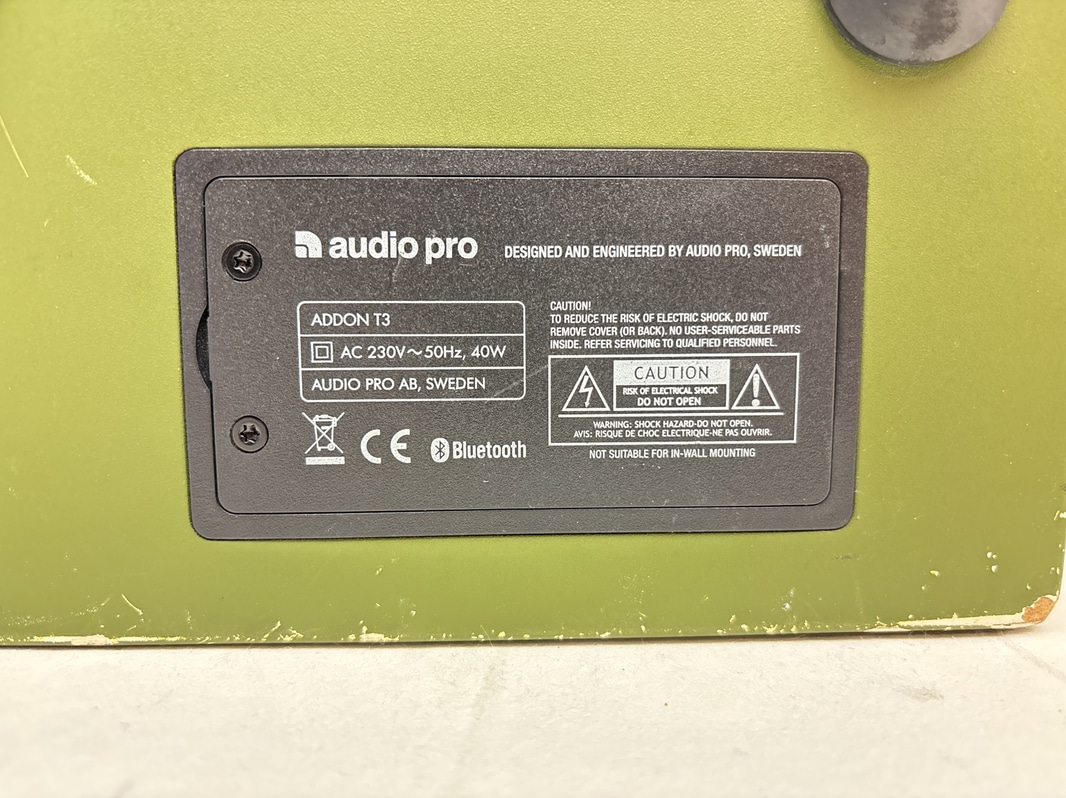 audio pro
DESIGNED AND ENGINEERED BY AUDIO PRO, SWEDEN
ADDON T3
AC 230V～50Hz, 40W
AUDIO PRO AB, SWEDEN
CE
Bluetooth
CAUTION!
TO REDUCE THE RISK OF ELECTRIC SHOCK, DO NOT
REMOVE COVER (OR BACK). NO USER-SERVICEABLE PARTS
INSIDE. REFER SERVICING TO QUALIFIED PERSONNEL.
CAUTION
RISK OF ELECTRICAL SHOCK
DO NOT OPEN
WARNING: SHOCK HAZARD-DO NOT OPEN.
AVIS: RISQUE DE CHOC ELECTRIQUE-NE PAS OUVRIR.
NOT SUITABLE FOR IN-WALL MOUNTING